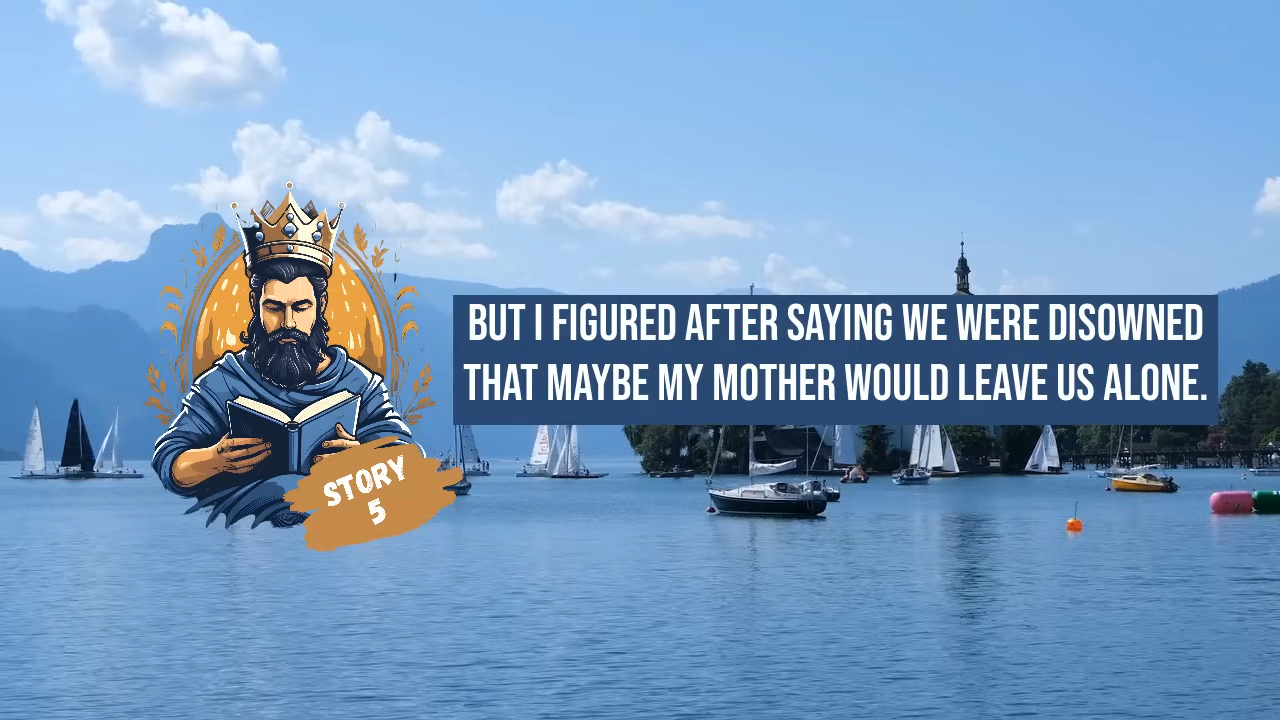 BUT I FIGURED AFTER SAYING WE WERE DISOWNED
THAT MAYBE MY MOTHER WOULD LEAVE US ALONE.
STORY
5